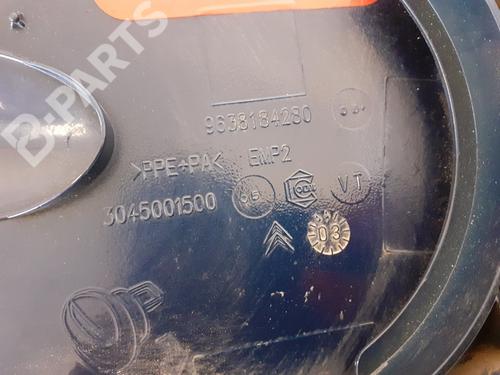 B-PARTS
9638184280
>PPE+PA< EMP2
3045001500
VT
03